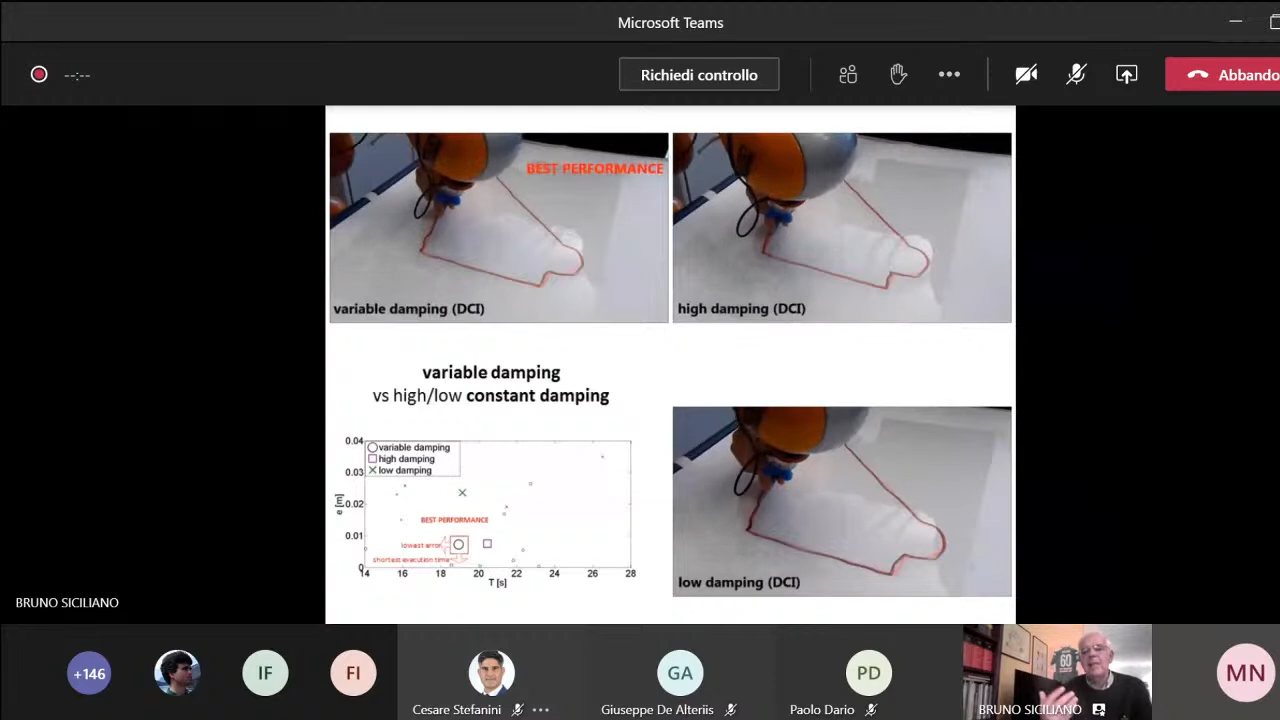 Microsoft Teams
--:--
Richiedi controllo
Abbando
BEST PERFORMANCE
variable damping (DCI)
high damping (DCI)
variable damping
vs high/low constant damping
0.04
0.03
0.02
0.01
0
e [m]
variable damping
high damping
low damping
BEST PERFORMANCE
lowest error
shortest execution time
14 16 18 20 22 24 26 28
T [s]
low damping (DCI)
BRUNO SICILIANO
+146
IF
FI
Cesare Stefanini
GA
Giuseppe De Alteriis
PD
Paolo Dario
60
BRUNO SICILIANO
MN